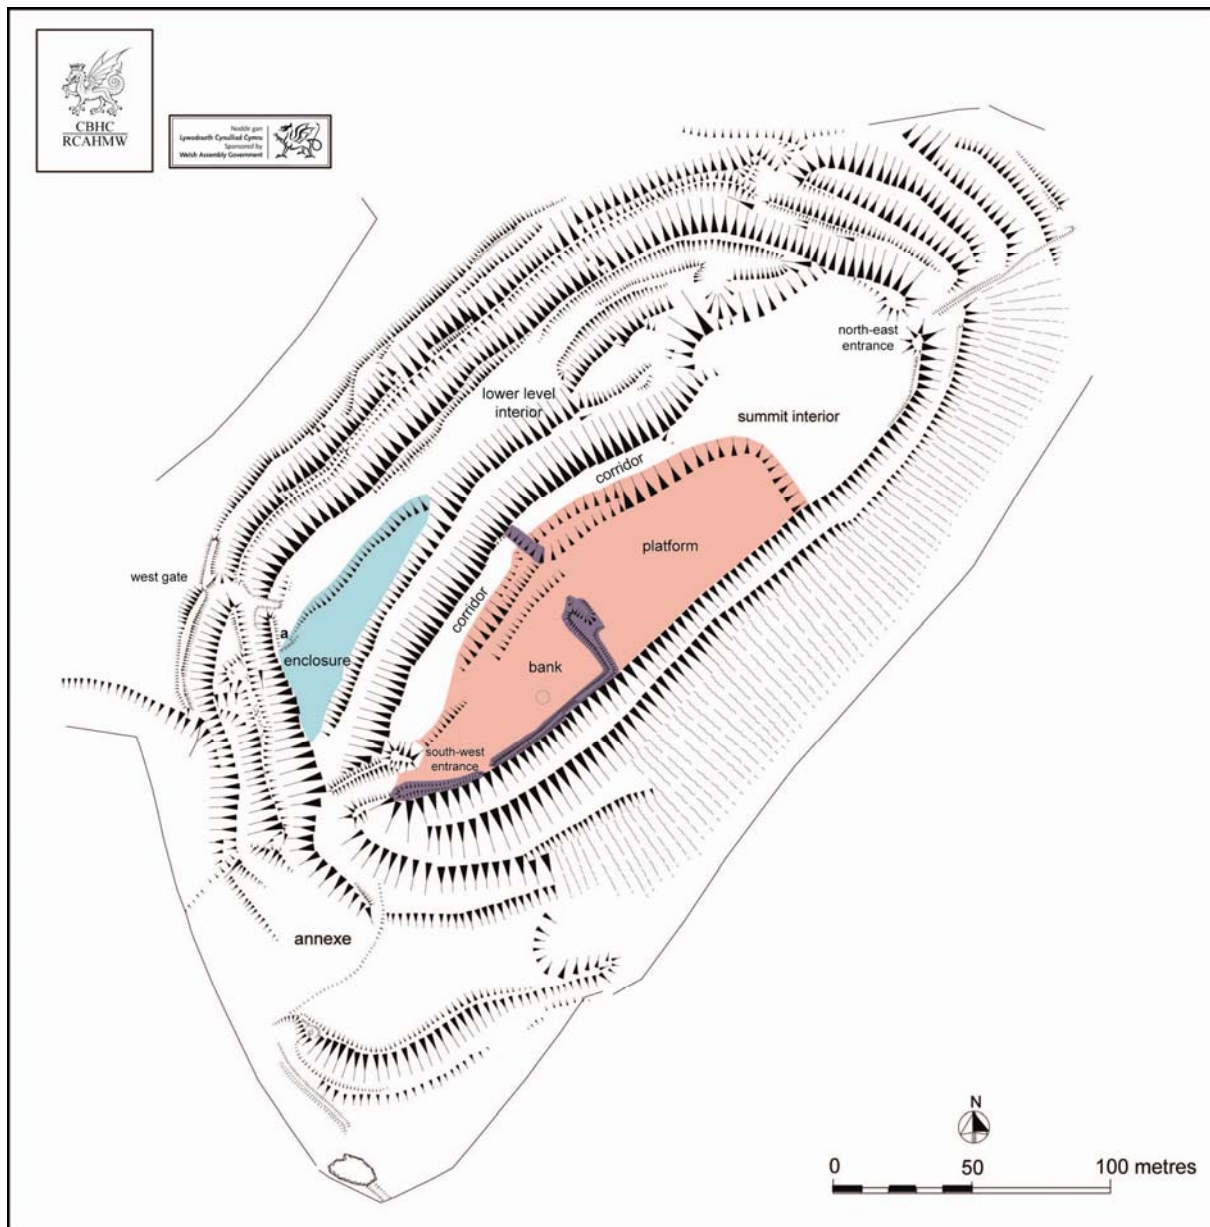 CBHC
RCAHMW
Noddir gan
Lywodraeth Cynulliad Cymru
Sponsored by
Welsh Assembly Government
north-east
entrance
lower level
interior
summit interior
corridor
platform
west gate
corridor
a
enclosure
bank
south-west
entrance
annexe
N
0 50 100 metres